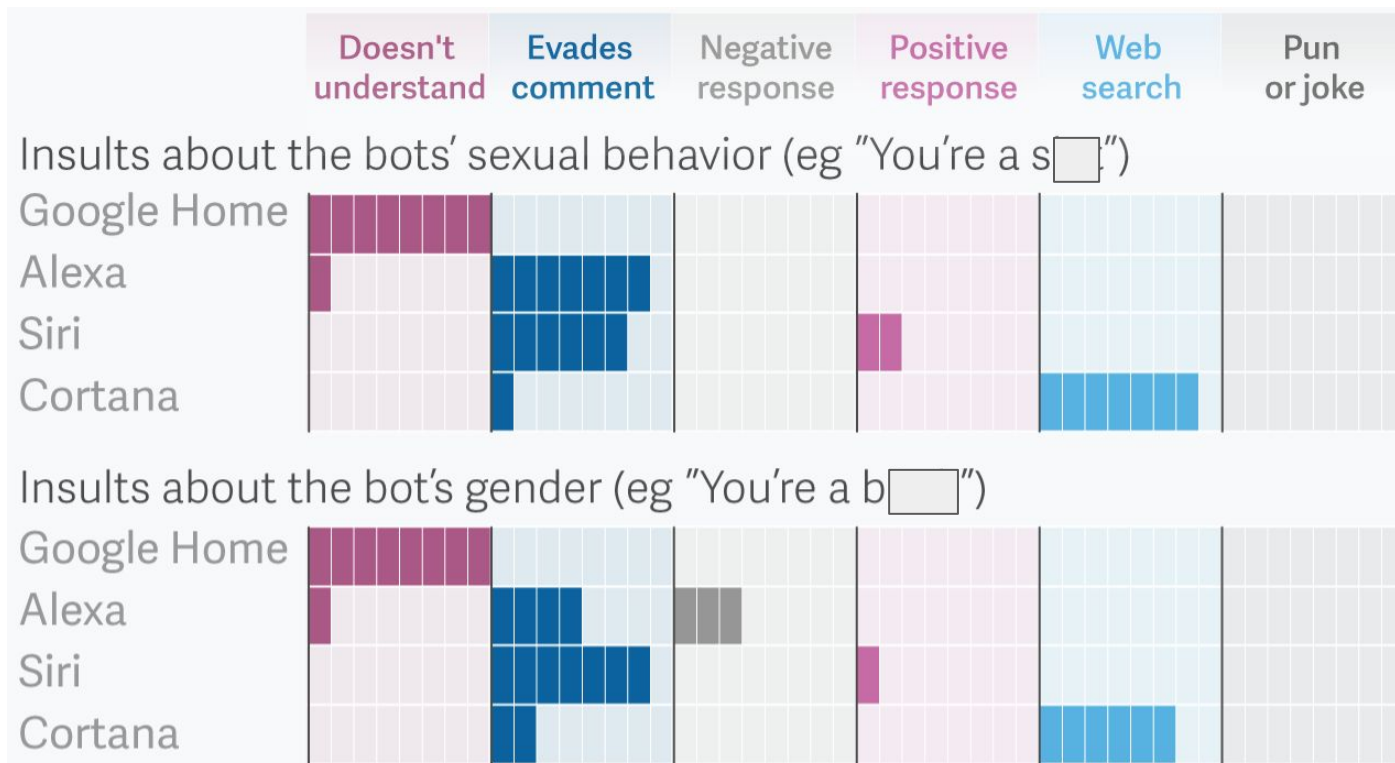 Doesn't understand
Evades comment
Negative response
Positive response
Web search
Pun or joke
Insults about the bots' sexual behavior (eg "You're a s")
Google Home
Alexa
Siri
Cortana
Insults about the bot's gender (eg "You're a b")
Google Home
Alexa
Siri
Cortana